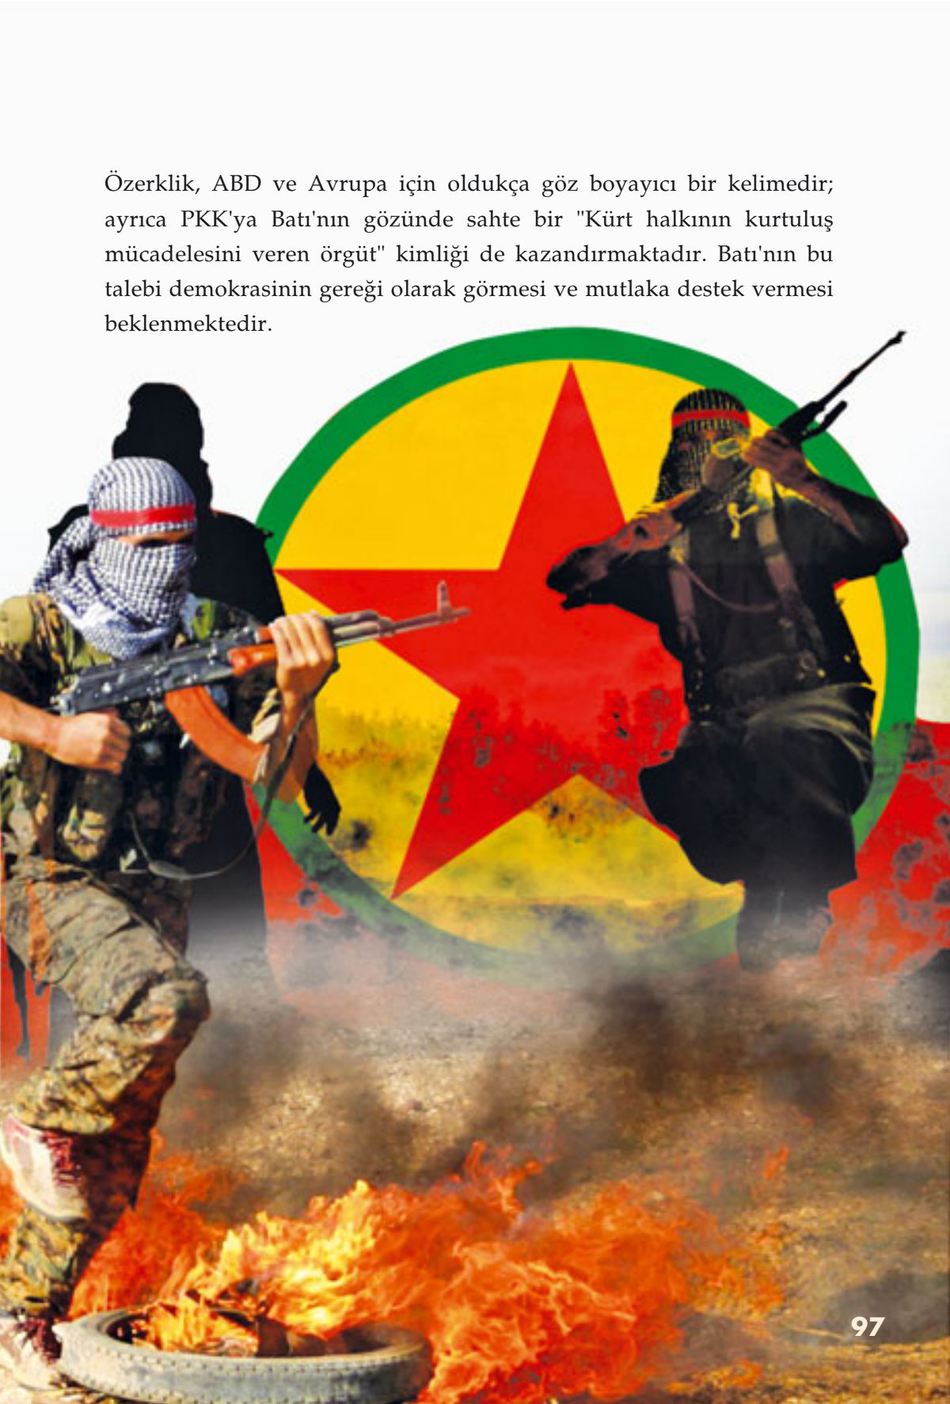 Özerklik, ABD ve Avrupa için oldukça göz boyayıcı bir kelimedir;
ayrıca PKK'ya Batı'nın gözünde sahte bir "Kürt halkının kurtuluş
mücadelesini veren örgüt" kimliği de kazandırmaktadır. Batı'nın bu
talebi demokrasinin gereği olarak görmesi ve mutlaka destek vermesi
beklenmektedir.
97